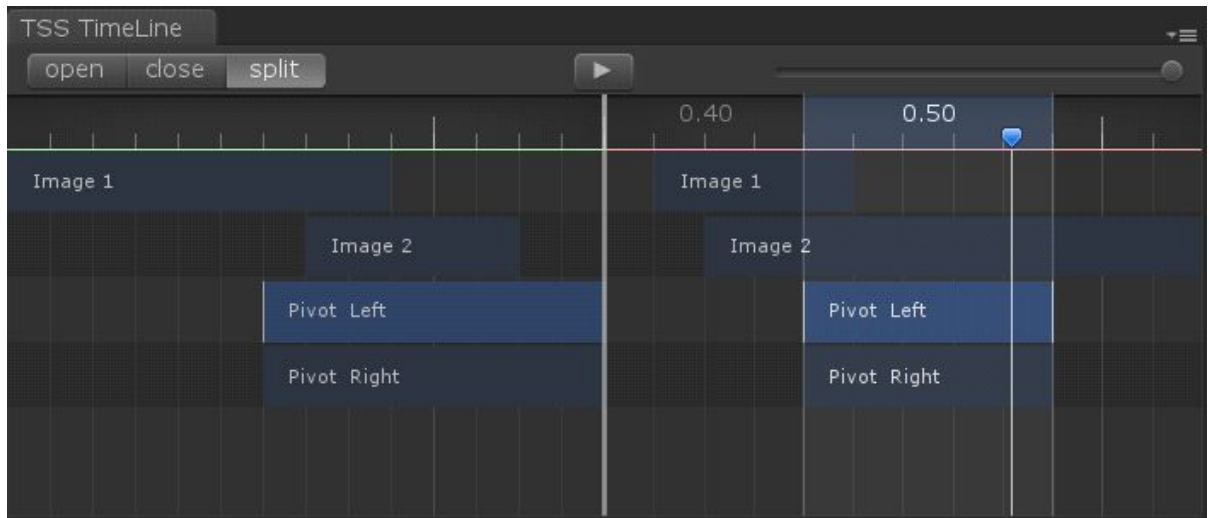 TSS TimeLine
open close split
0.40 0.50
Image 1 Image 1
Image 2 Image 2
Pivot Left Pivot Left
Pivot Right Pivot Right